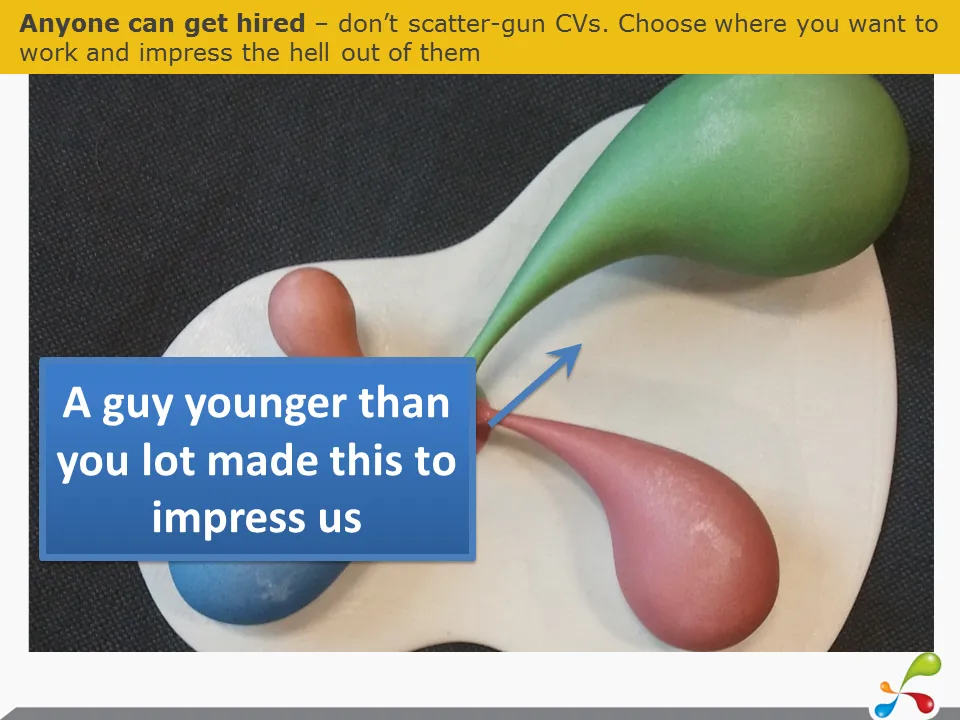 Anyone can get hired – don’t scatter-gun CVs. Choose where you want to
work and impress the hell out of them
A guy younger than
you lot made this to
impress us